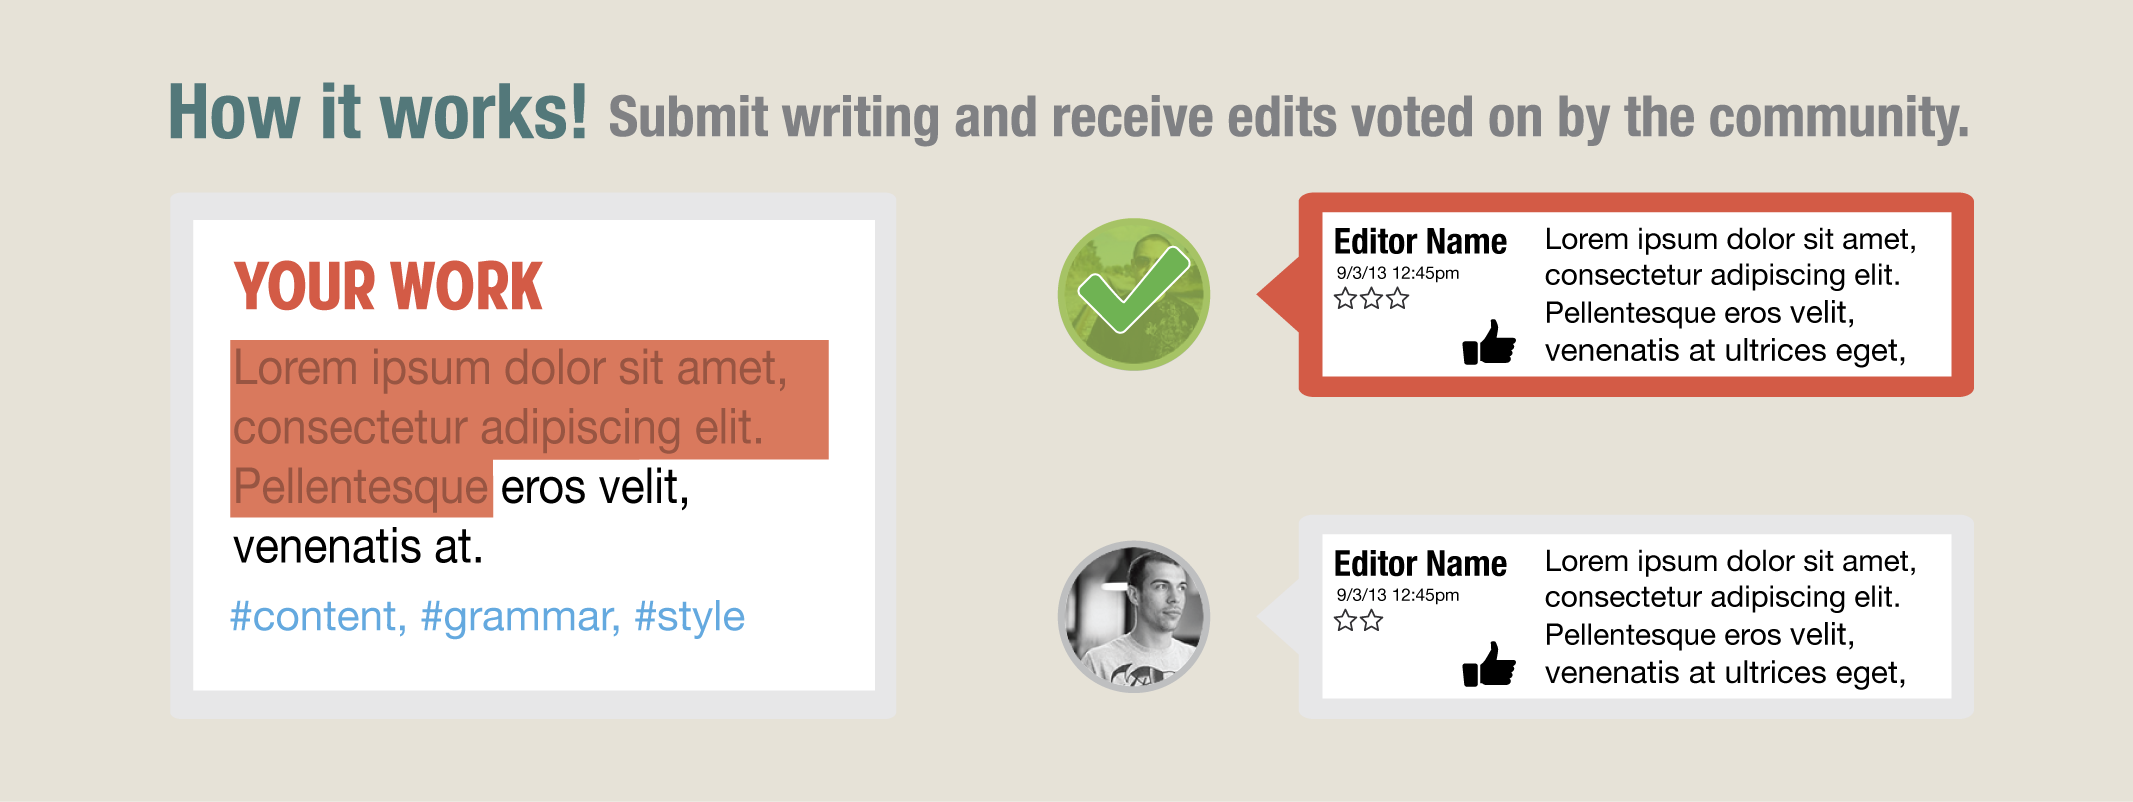 How it works! Submit writing and receive edits voted on by the community.
YOUR WORK
Lorem ipsum dolor sit amet,
consectetur adipiscing elit.
Pellentesque eros velit,
venenatis at.
#content, #grammar, #style
Editor Name
9/3/13 12:45pm
Lorem ipsum dolor sit amet,
consectetur adipiscing elit.
Pellentesque eros velit,
venenatis at ultrices eget,
Editor Name
9/3/13 12:45pm
Lorem ipsum dolor sit amet,
consectetur adipiscing elit.
Pellentesque eros velit,
venenatis at ultrices eget,